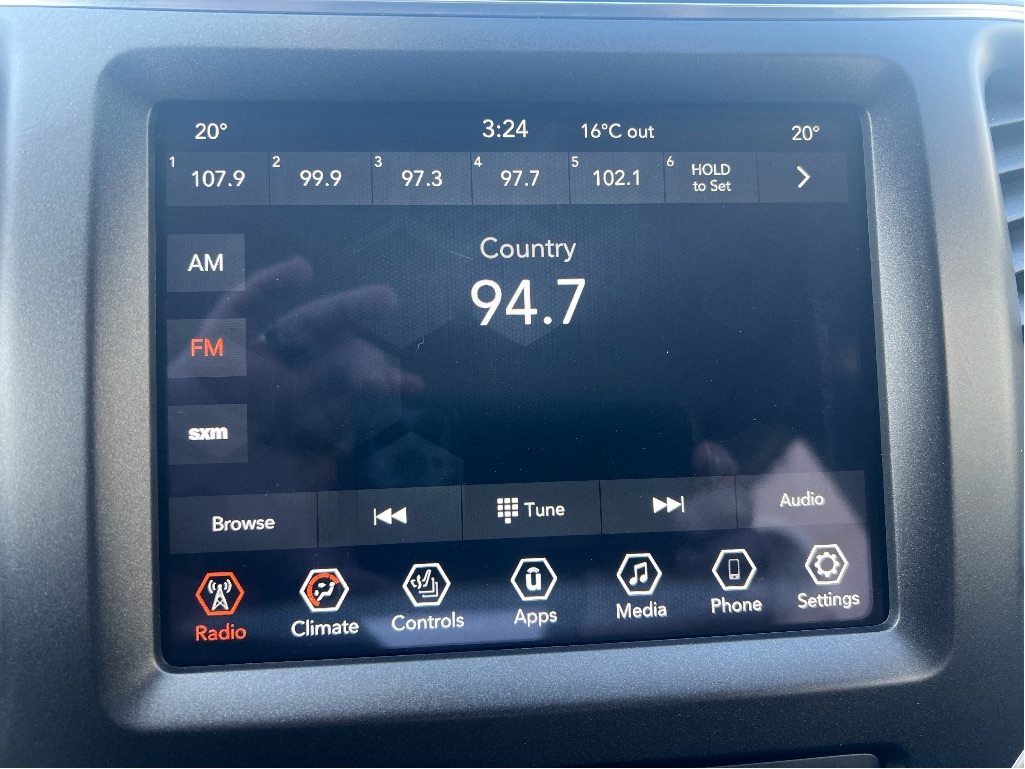 20° 3:24 16°C out 20°
1 107.9 2 99.9 3 97.3 4 97.7 5 102.1 6 HOLD
to Set
Country
AM
94.7
FM
sxm
Browse Tune Audio
Radio Climate Controls Apps Media Phone Settings